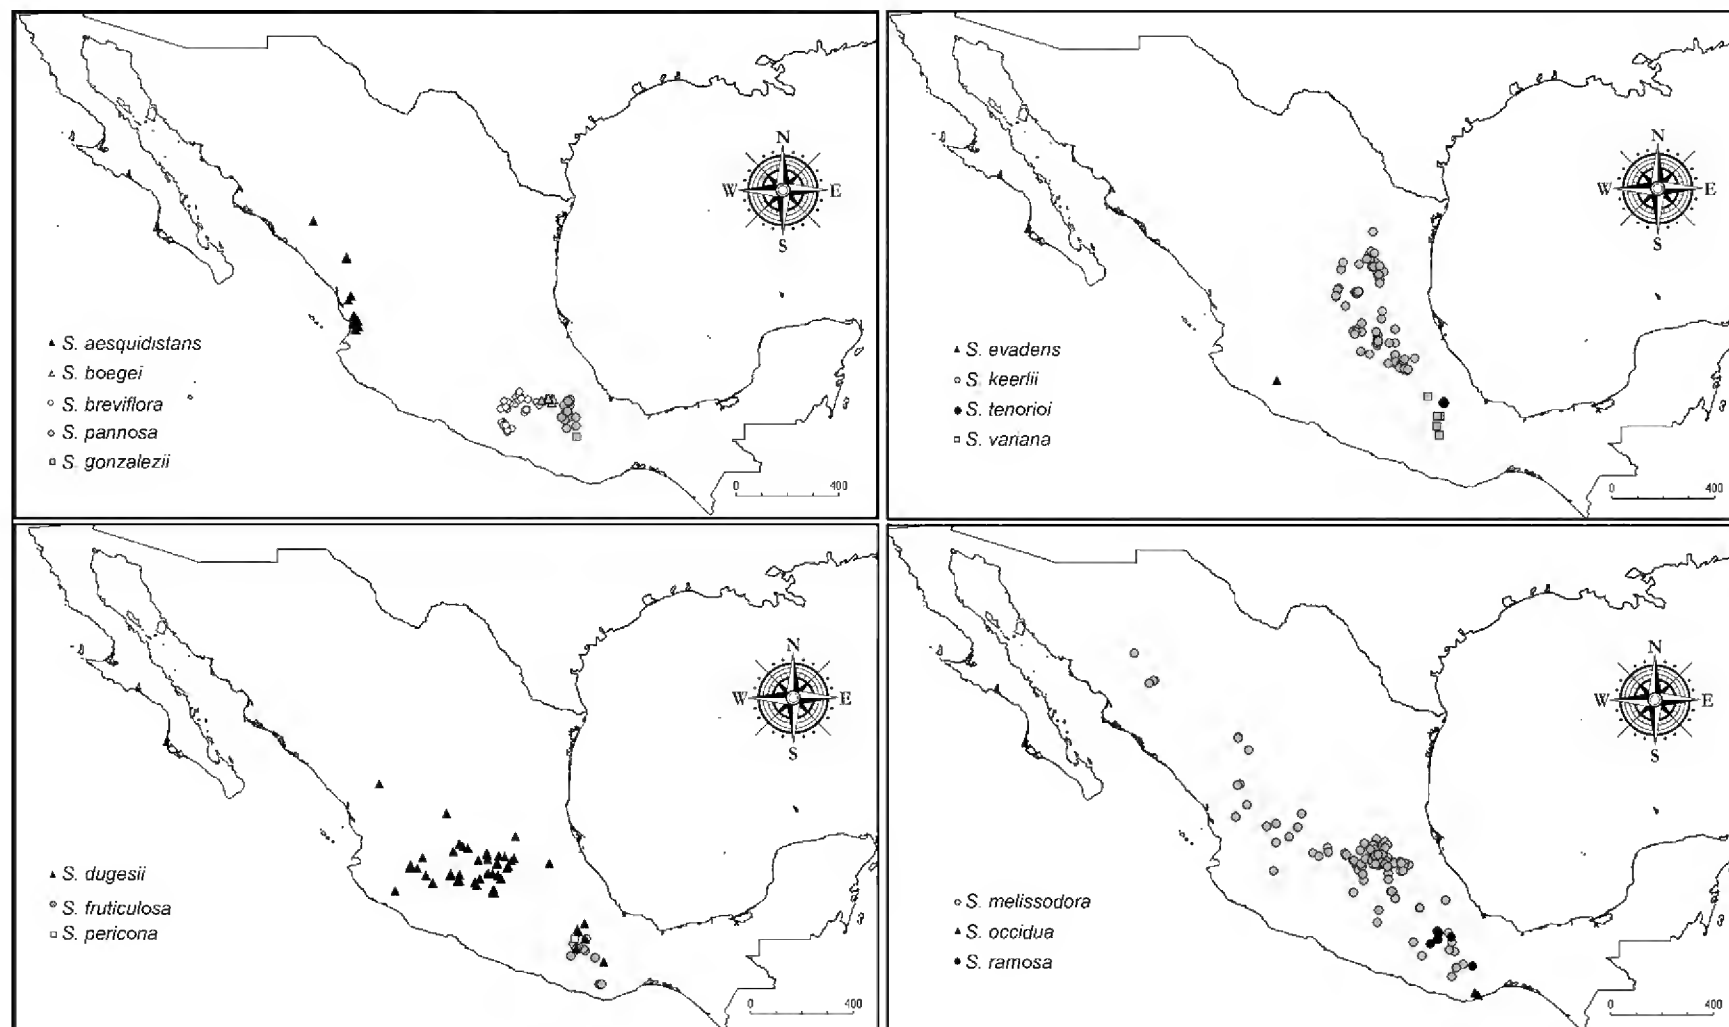 N
W
E
S
S. aesquidistans
S. boegei
S. breviflora
S. pannosa
S. gonzalezii
0
400
N
W
E
S
S. evadens
S. keerlii
S. tenorioi
S. variana
0
400
N
W
E
S
S. dugesii
S. fruticulosa
S. pericona
0
400
N
W
E
S
S. melissodora
S. occidua
S. ramosa
0
400